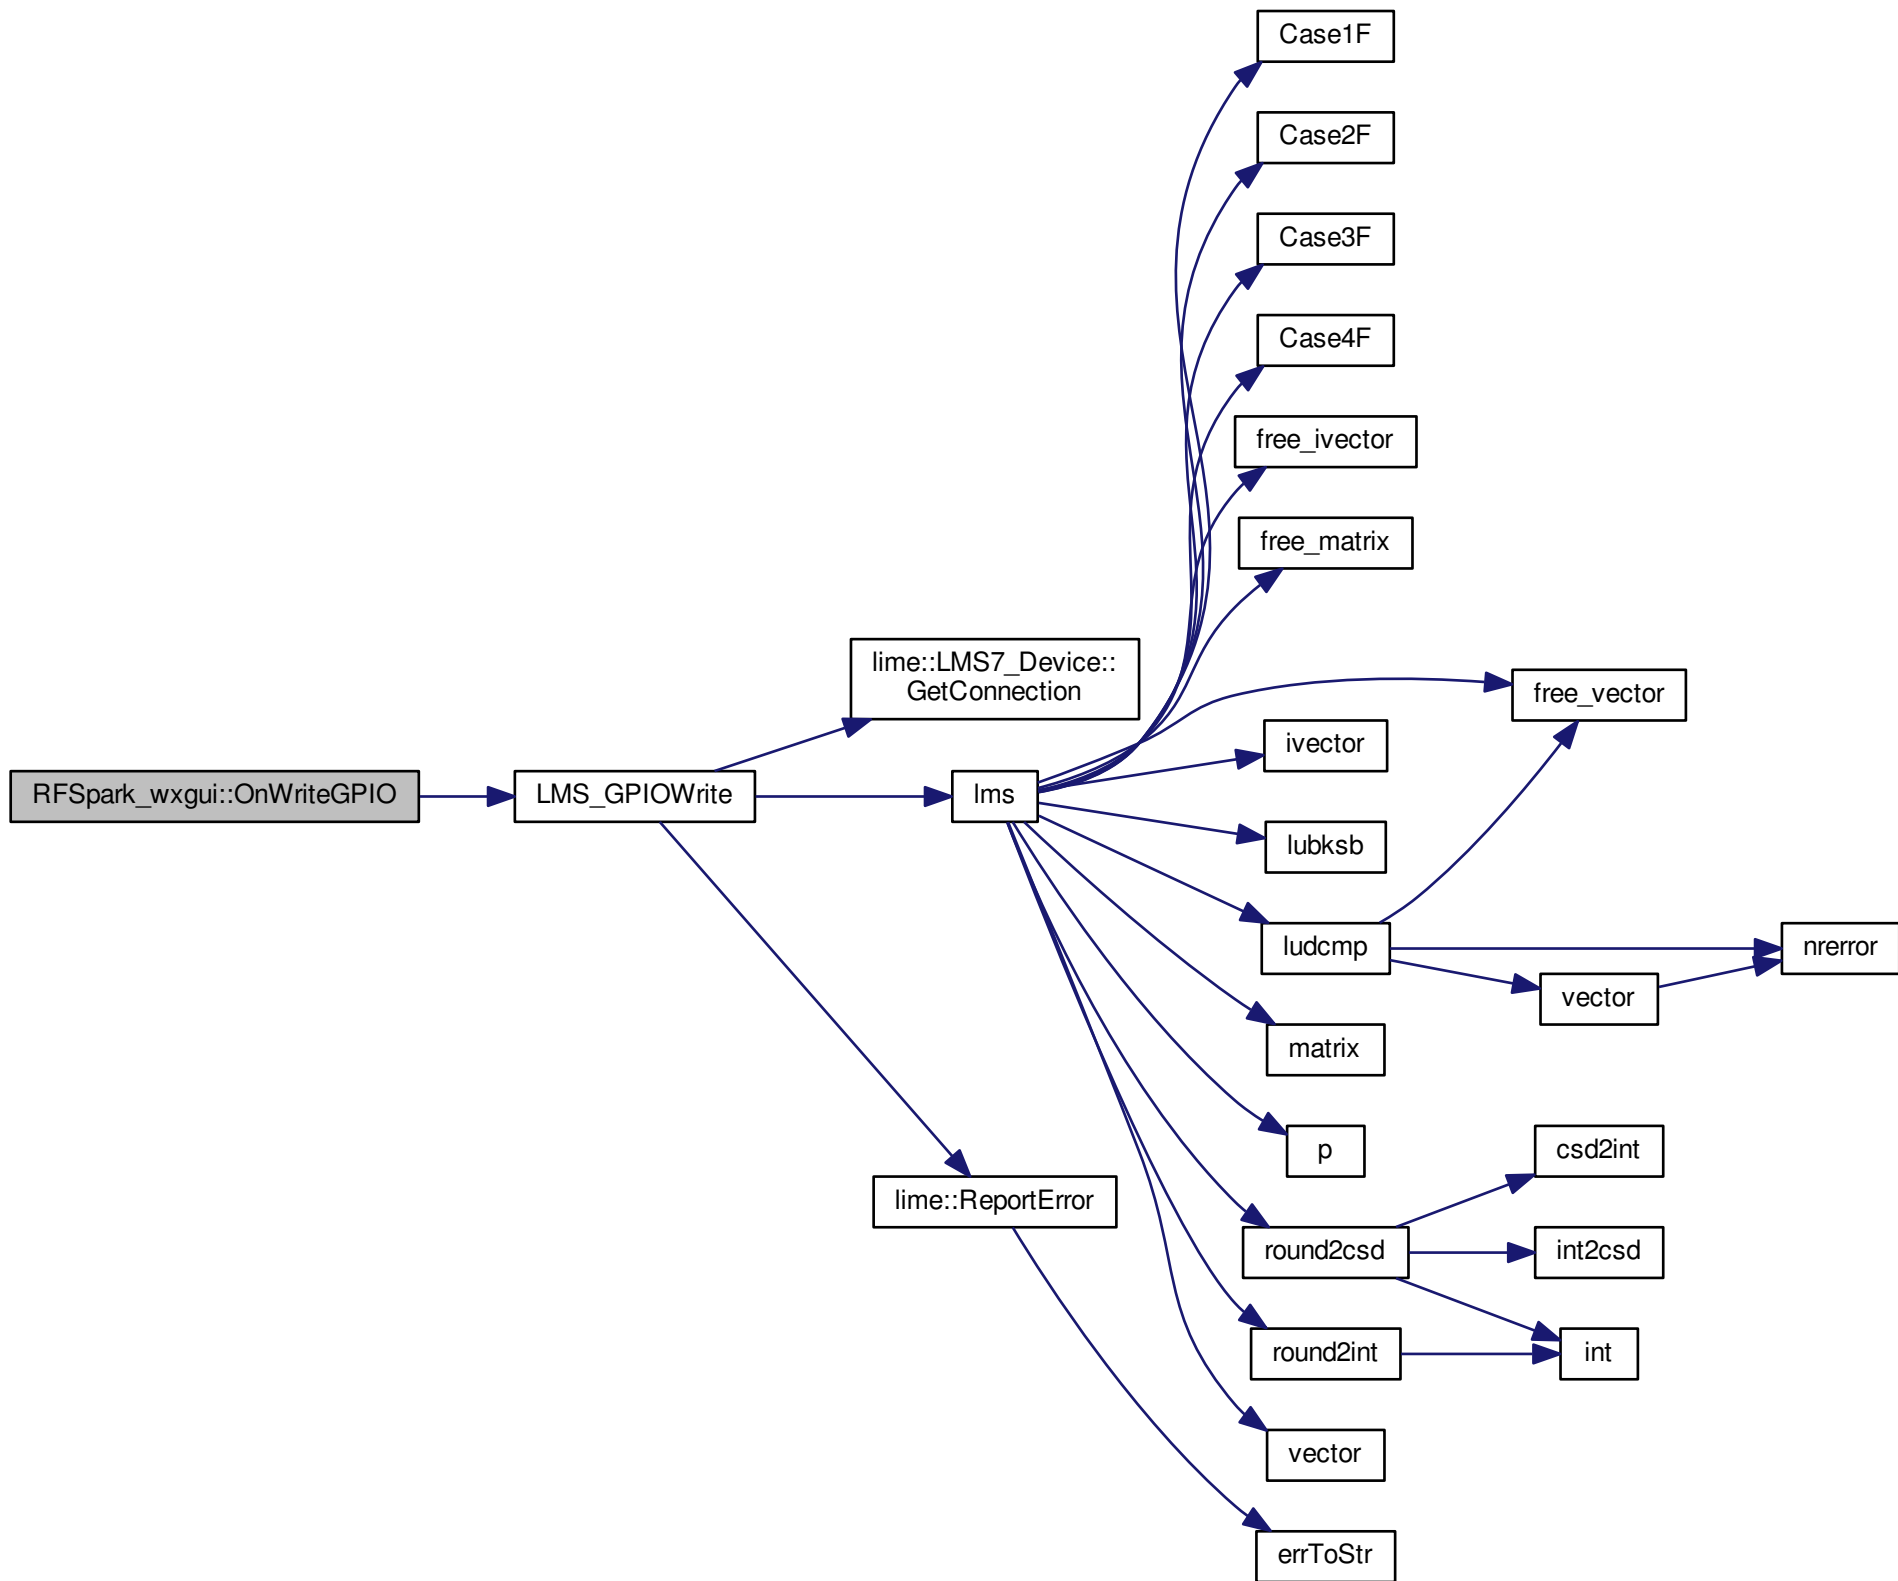 Case1F
Case2F
Case3F
Case4F
free_ivector
free_matrix
lime::LMS7_Device::
GetConnection
free_vector
ivector
RFSpark_wxgui::OnWriteGPIO
LMS_GPIOWrite
lms
lubksb
ludcmp
nrerror
vector
matrix
p
csd2int
lime::ReportError
round2csd
int2csd
round2int
int
vector
errToStr